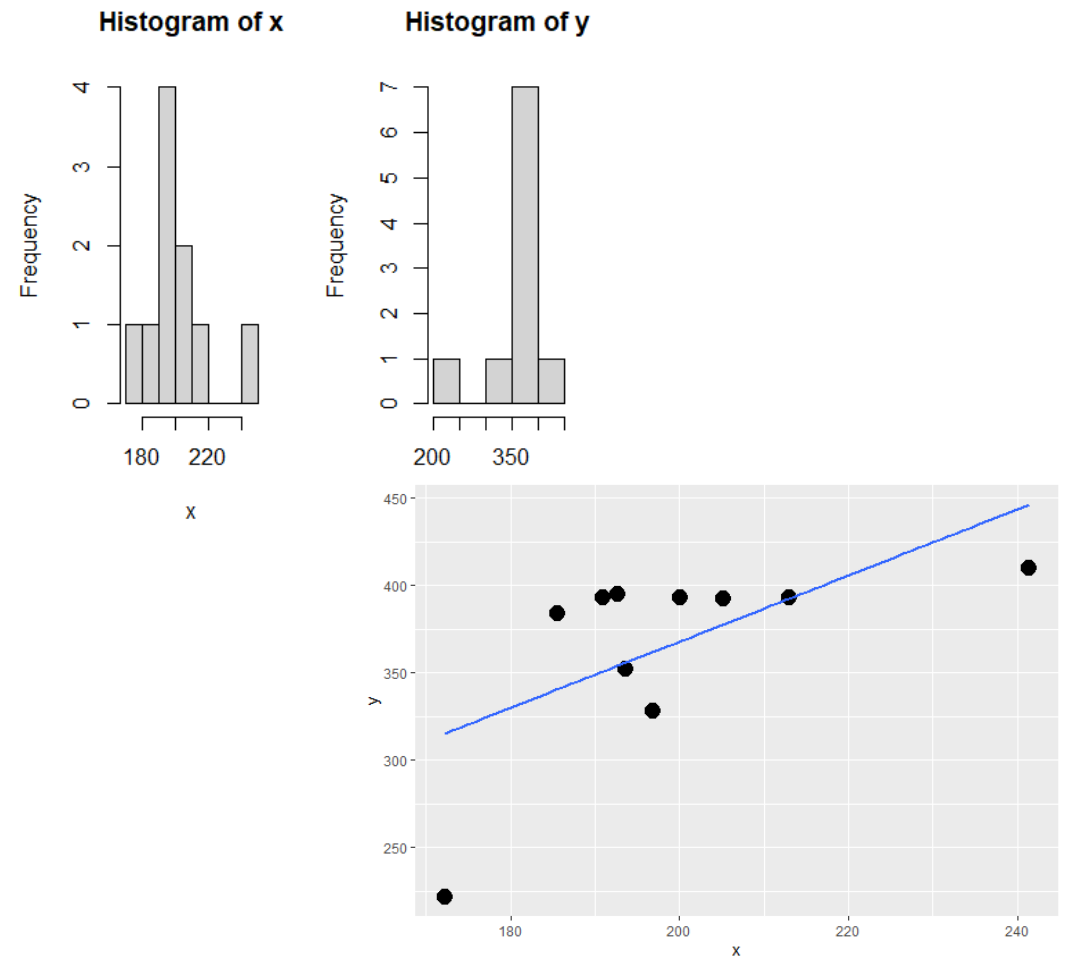 Histogram of x
Histogram of y
Frequency
0 1 2 3 4
180 220
x
Frequency
0 1 2 3 4 5 6 7
200 350
y
450
400
350
300
250
180 200 220 240
x